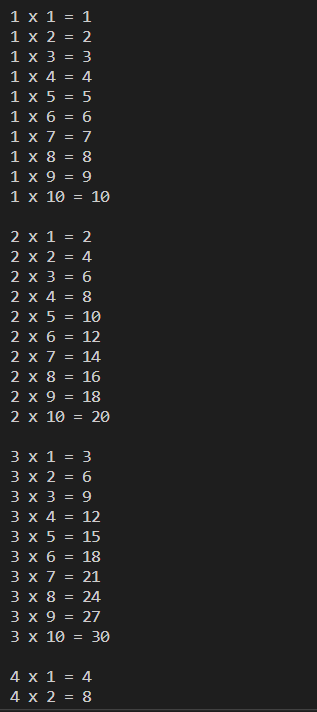 1 x 1 = 1
1 x 2 = 2
1 x 3 = 3
1 x 4 = 4
1 x 5 = 5
1 x 6 = 6
1 x 7 = 7
1 x 8 = 8
1 x 9 = 9
1 x 10 = 10
2 x 1 = 2
2 x 2 = 4
2 x 3 = 6
2 x 4 = 8
2 x 5 = 10
2 x 6 = 12
2 x 7 = 14
2 x 8 = 16
2 x 9 = 18
2 x 10 = 20
3 x 1 = 3
3 x 2 = 6
3 x 3 = 9
3 x 4 = 12
3 x 5 = 15
3 x 6 = 18
3 x 7 = 21
3 x 8 = 24
3 x 9 = 27
3 x 10 = 30
4 x 1 = 4
4 x 2 = 8